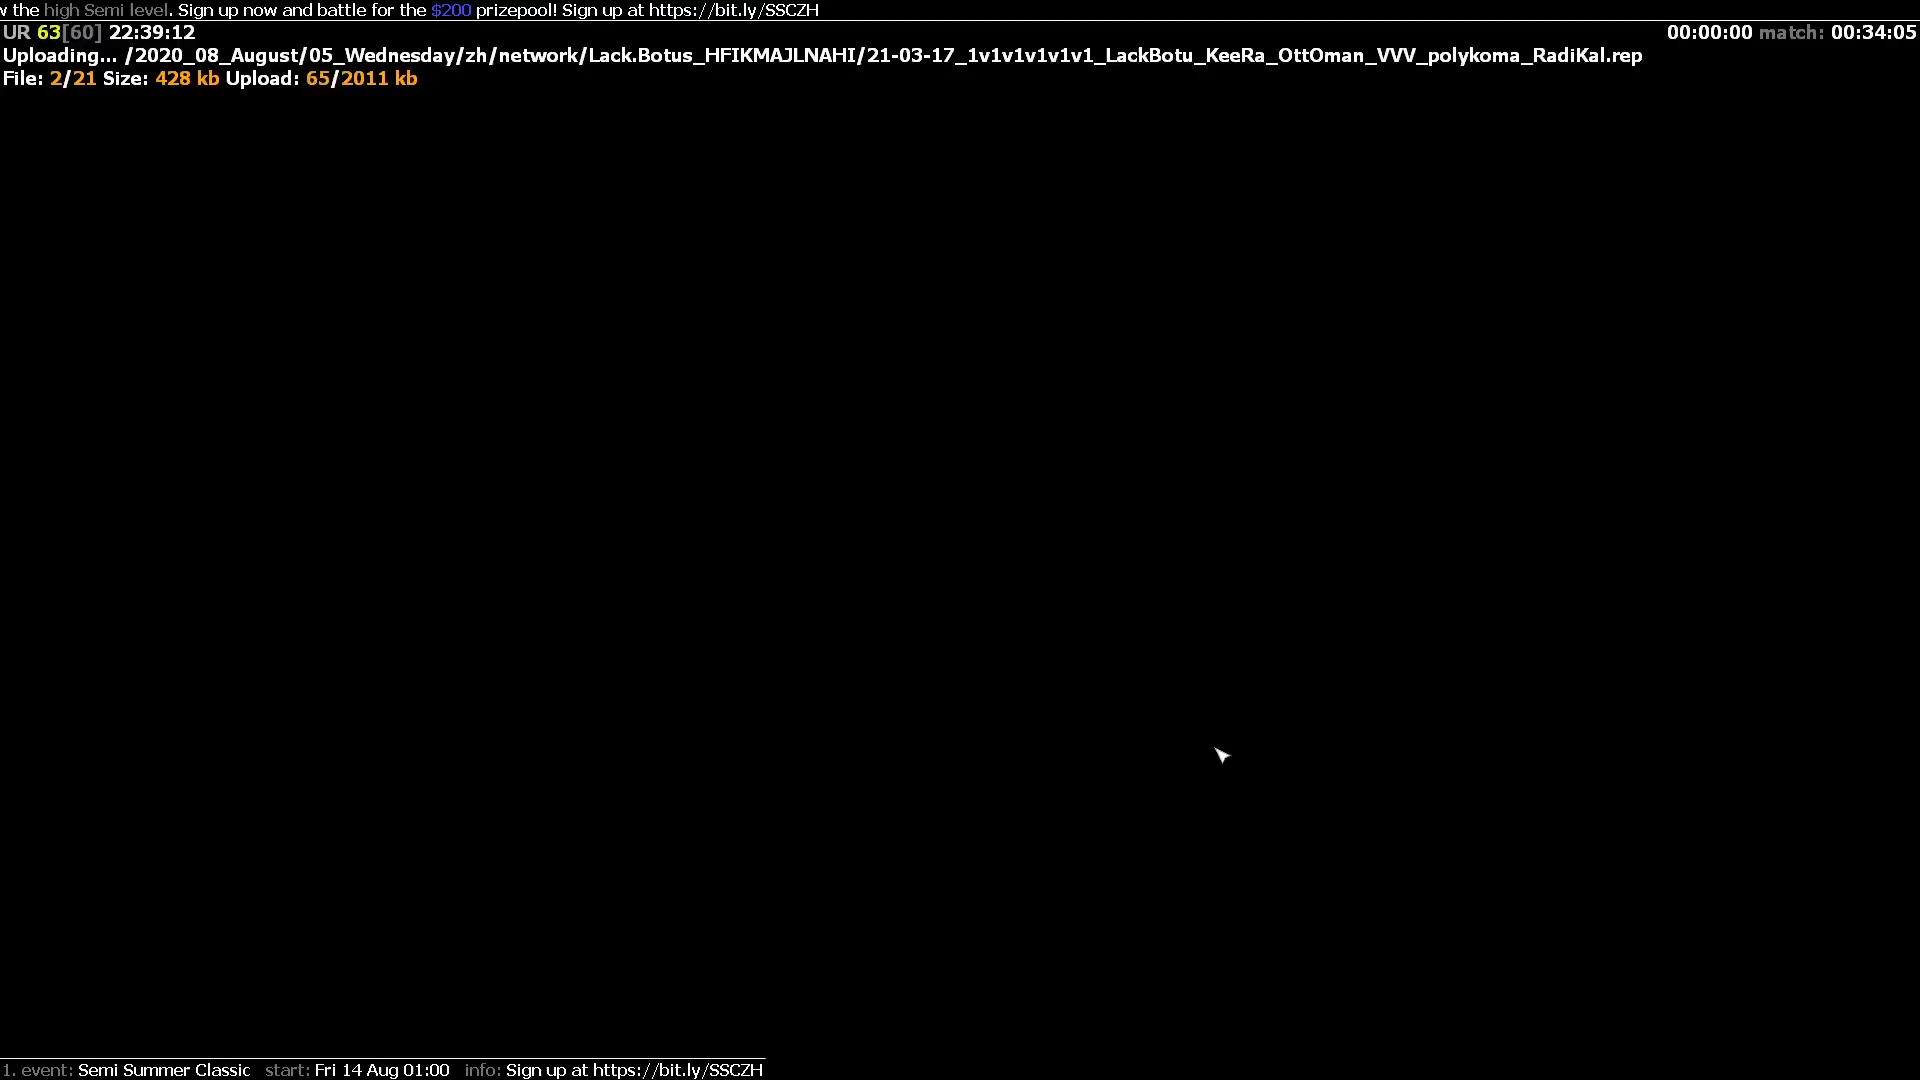 w the high Semi level. Sign up now and battle for the $200 prizepool! Sign up at https://bit.ly/SSCZH
UR 63[60] 22:39:12 00:00:00 match: 00:34:05
Uploading... /2020_08_August/05_Wednesday/zh/network/Lack.Botus_HFIKMAJLNAHI/21-03-17_1v1v1v1v1v1_LackBotu_KeeRa_OttOman_VVV_polykoma_RadiKal.rep
File: 2/21 Size: 428 kb Upload: 65/2011 kb
1. event: Semi Summer Classic start: Fri 14 Aug 01:00 info: Sign up at https://bit.ly/SSCZH